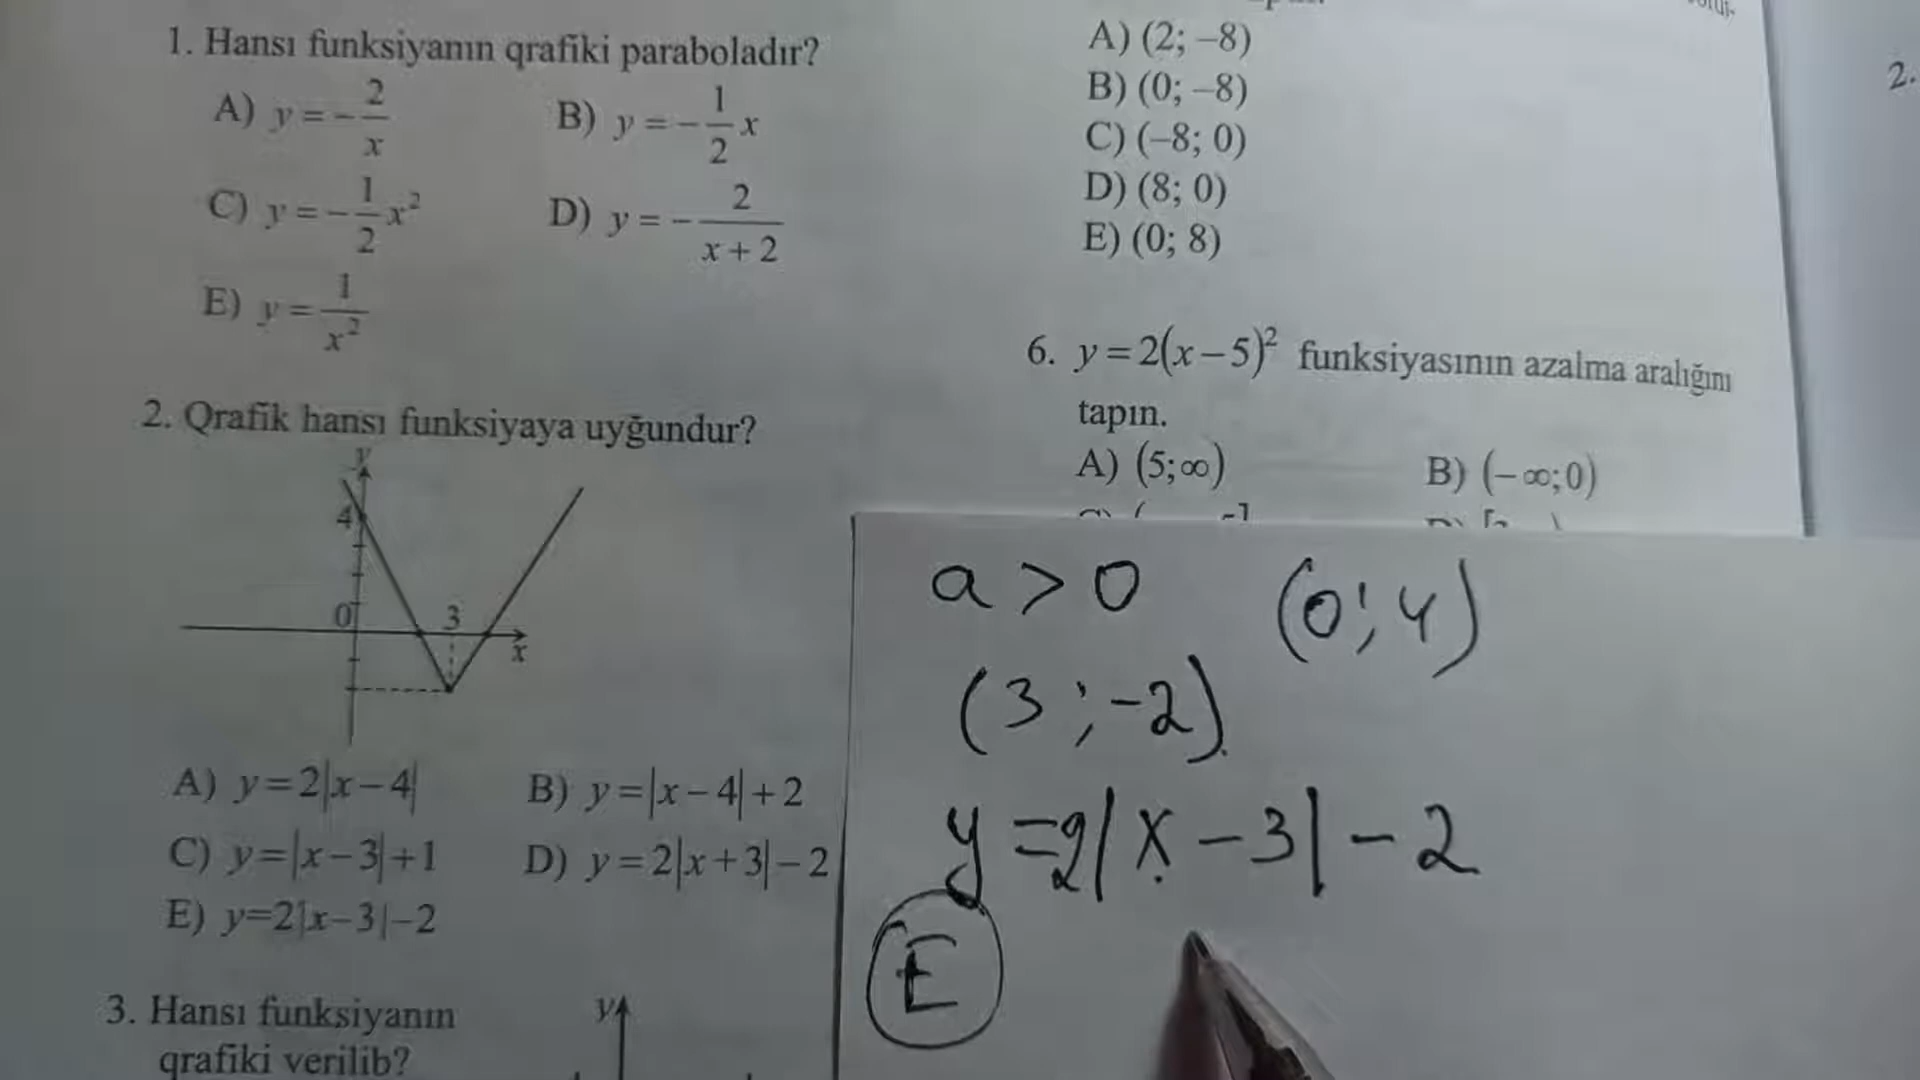 1. Hansı funksiyanın qrafiki paraboladır?
A) y = -2/x
B) y = -1/2 x
C) y = -1/2 x²
D) y = -2/(x + 2)
E) y = 1/x²
2. Qrafik hansı funksiyaya uyğundur?
y
4
0
3
x
A) y=2|x-4|
B) y=|x-4|+2
C) y=|x-3|+1
D) y=2|x+3|-2
E) y=2|x-3|-2
3. Hansı funksiyanın
qrafiki verilib?
y
A) (2; -8)
B) (0; -8)
C) (-8; 0)
D) (8; 0)
E) (0; 8)
6. y=2(x-5)² funksiyasının azalma aralığını
tapın.
A) (5;∞)
B) (-∞;0)
a > 0
(0;4)
(3;-2)
y=2|x-3|-2
E
2.